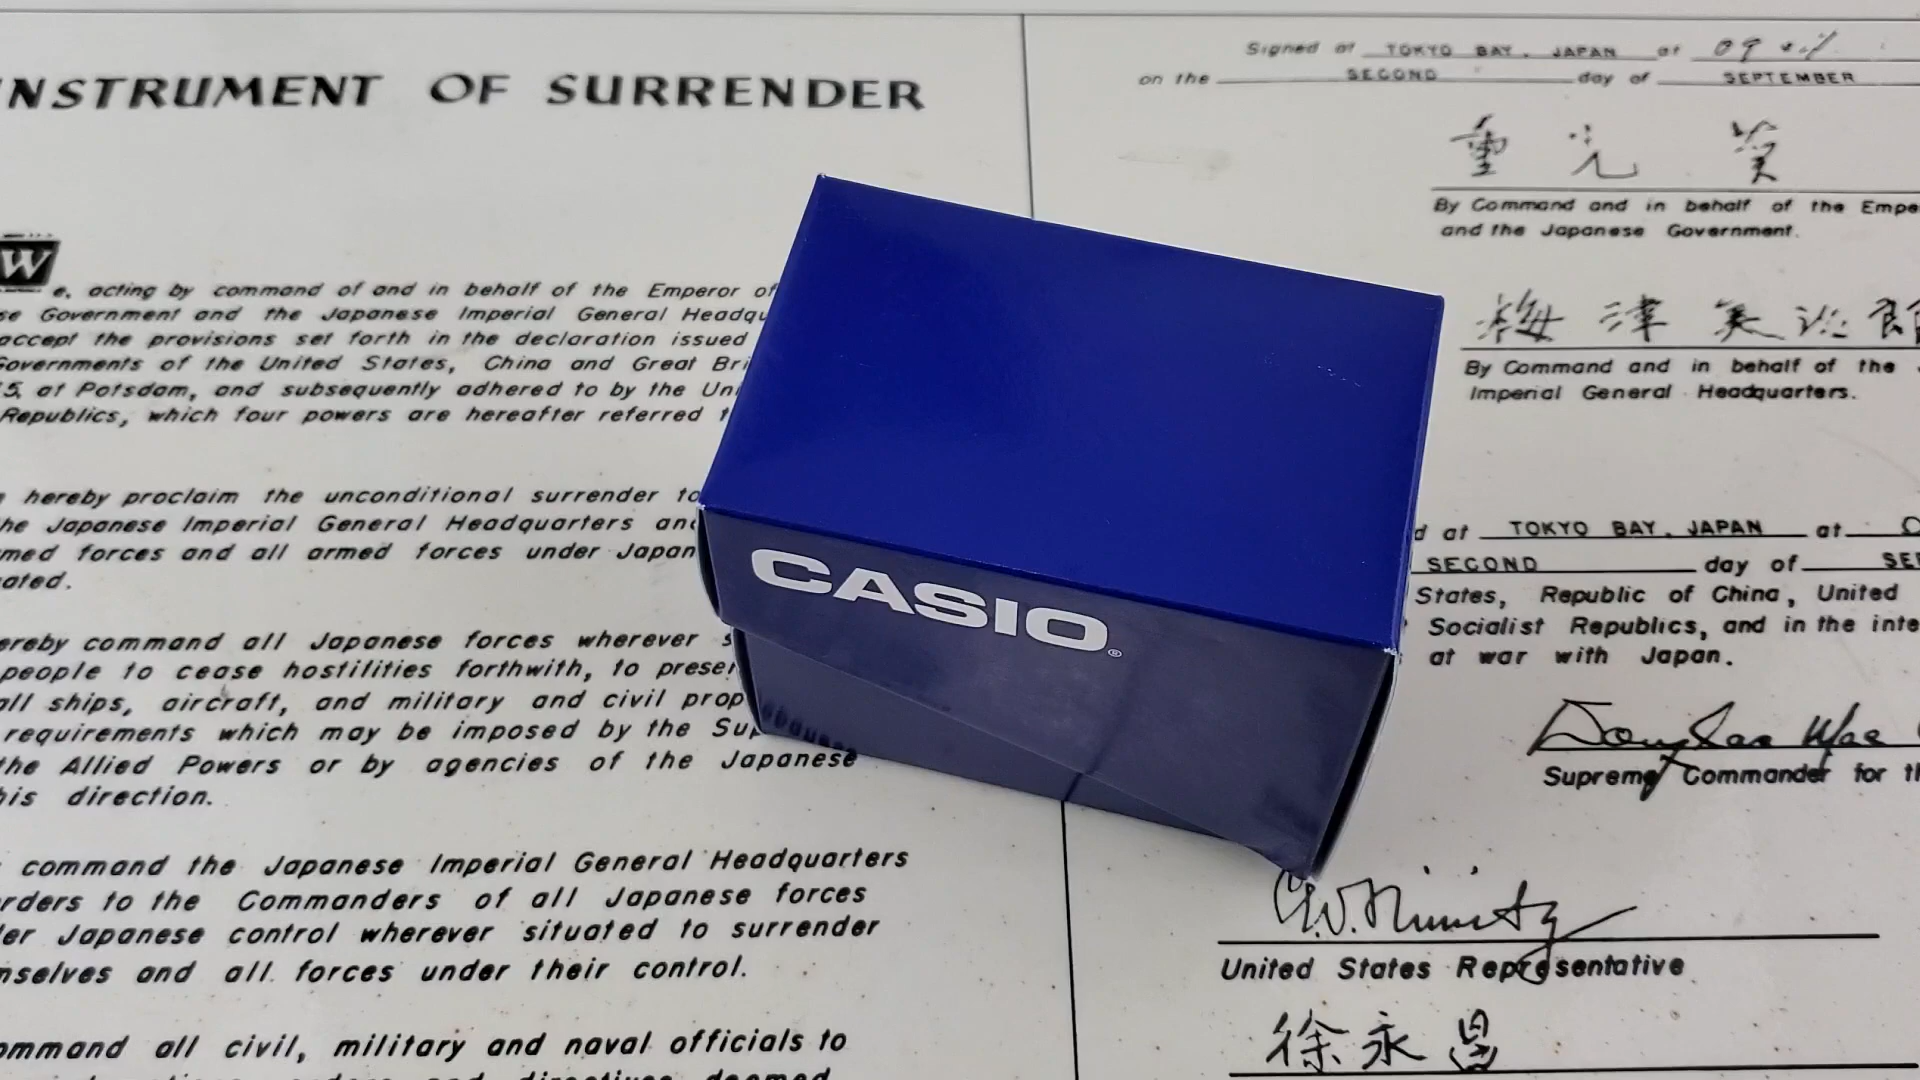 INSTRUMENT OF SURRENDER
W
e, acting by command of and in behalf of the Emperor of
se Government and the Japanese Imperial General Headqu
accept the provisions set forth in the declaration issued
Governments of the United States, China and Great Bri
5, at Potsdam, and subsequently adhered to by the Uni
Republics, which four powers are hereafter referred t
hereby proclaim the unconditional surrender to
he Japanese Imperial General Headquarters and
med forces and all armed forces under Japan
ated.
ereby command all Japanese forces wherever s
people to cease hostilities forthwith, to preser
all ships, aircraft, and military and civil prop
requirements which may be imposed by the Sup
the Allied Powers or by agencies of the Japanese
his direction.
command the Japanese Imperial General Headquarters
orders to the Commanders of all Japanese forces
der Japanese control wherever situated to surrender
mselves and all forces under their control.
ommand all civil, military and naval officials to
CASIO®
Signed at TOKYO BAY, JAPAN at 09
on the SECOND day of SEPTEMBER
重光葵
By Command and in behalf of the Empe
and the Japanese Government.
梅津美治郎
By Command and in behalf of the
Imperial General Headquarters.
d at TOKYO BAY, JAPAN at
SECOND day of SEP
States, Republic of China, United
Socialist Republics, and in the inte
at war with Japan.
Douglas Mac
Supreme Commander for th
C.W. Nimitz
United States Representative
徐永昌